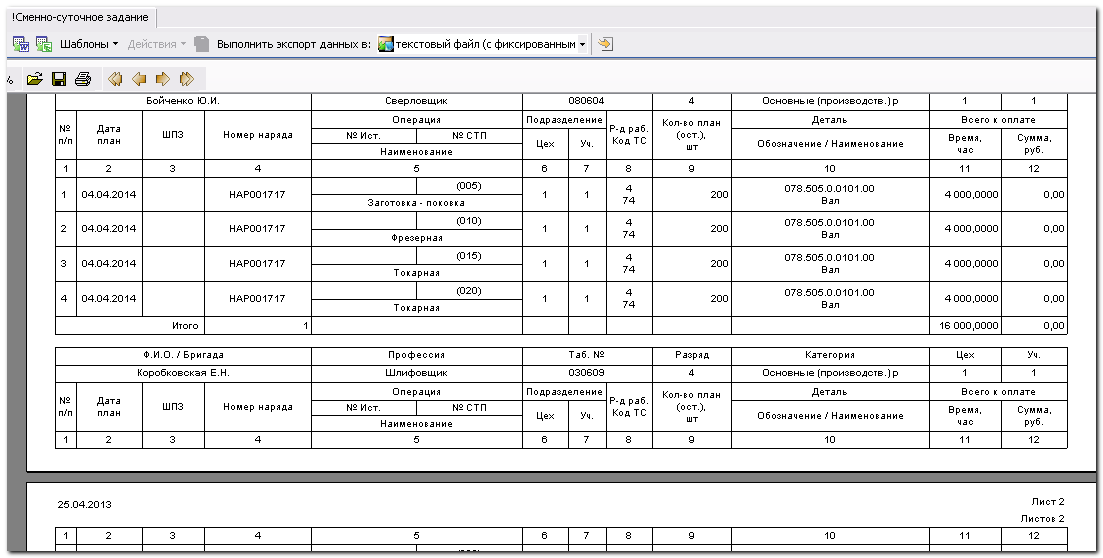 !Сменно-суточное задание
Шаблоны Действия Выполнить экспорт данных в: текстовый файл (с фиксированным
%
Бойченко Ю.И. Сверловщик 080604 4 Основные (производств.) р 1 1
№ п/п Дата план ШПЗ Номер наряда Операция № Ист. № СТП Наименование Подразделение Цех Уч. Р-д раб. Код ТС Кол-во план (ост.), шт Деталь Обозначение / Наименование Всего к оплате Время, час Сумма, руб.
1 2 3 4 5 6 7 8 9 10 11 12
1 04.04.2014 НАР001717 (005) Заготовка - поковка 1 1 4 74 200 078.505.0.0101.00 Вал 4 000,0000 0,00
2 04.04.2014 НАР001717 (010) Фрезерная 1 1 4 74 200 078.505.0.0101.00 Вал 4 000,0000 0,00
3 04.04.2014 НАР001717 (015) Токарная 1 1 4 74 200 078.505.0.0101.00 Вал 4 000,0000 0,00
4 04.04.2014 НАР001717 (020) Токарная 1 1 4 74 200 078.505.0.0101.00 Вал 4 000,0000 0,00
Итого 1 16 000,0000 0,00
Ф.И.О. / Бригада Профессия Таб. № Разряд Категория Цех Уч.
Коробковская Е.Н. Шлифовщик 030609 4 Основные (производств.) р 1 1
№ п/п Дата план ШПЗ Номер наряда Операция № Ист. № СТП Наименование Подразделение Цех Уч. Р-д раб. Код ТС Кол-во план (ост.), шт Деталь Обозначение / Наименование Всего к оплате Время, час Сумма, руб.
1 2 3 4 5 6 7 8 9 10 11 12
25.04.2013 Лист 2
Листов 2
1 2 3 4 5 6 7 8 9 10 11 12